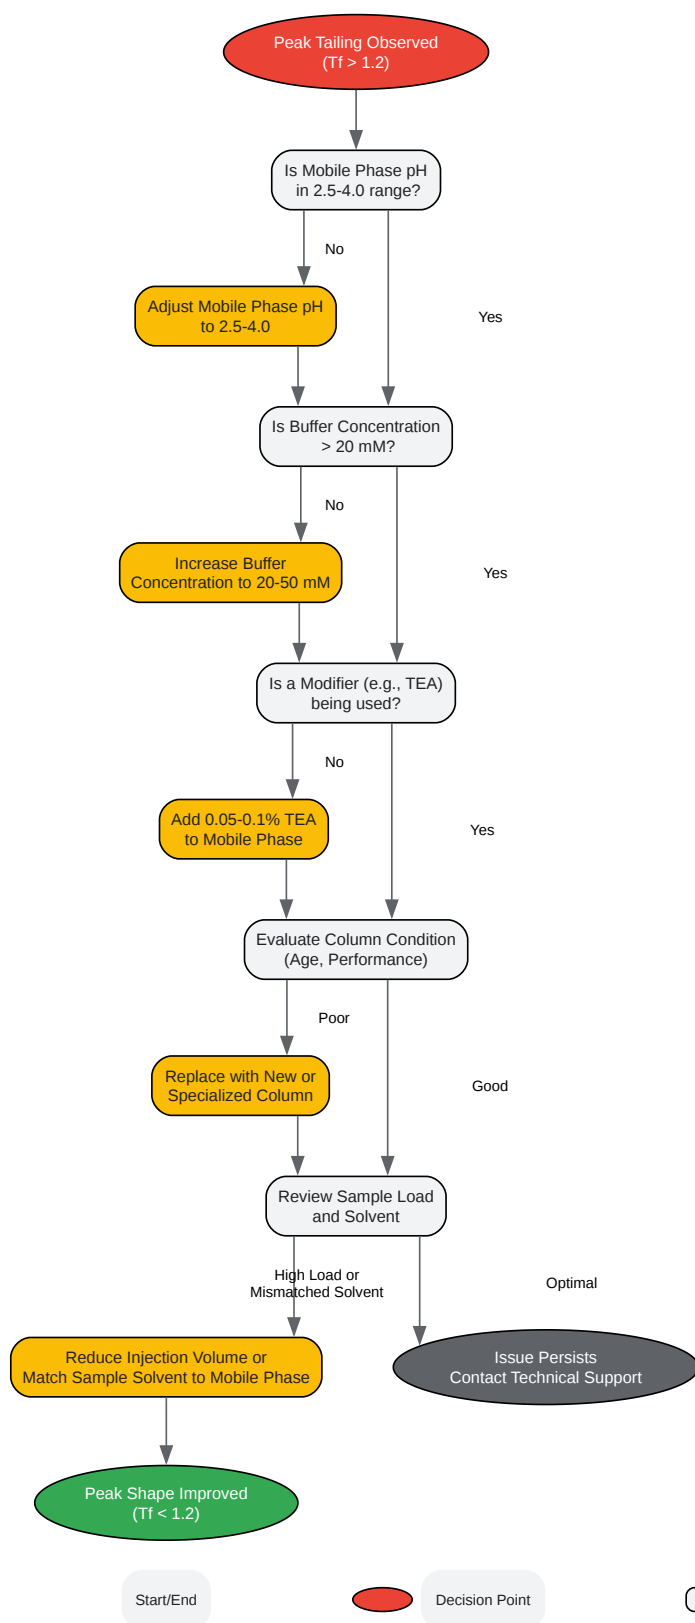 Peak Tailing Observed
(Tf > 1.2)
Is Mobile Phase pH
in 2.5-4.0 range?
No
Adjust Mobile Phase pH
to 2.5-4.0
Yes
Is Buffer Concentration
> 20 mM?
No
Increase Buffer
Concentration to 20-50 mM
Yes
Is a Modifier (e.g., TEA)
being used?
No
Add 0.05-0.1% TEA
to Mobile Phase
Yes
Evaluate Column Condition
(Age, Performance)
Poor
Replace with New or
Specialized Column
Good
Review Sample Load
and Solvent
High Load or
Mismatched Solvent
Optimal
Reduce Injection Volume or
Match Sample Solvent to Mobile Phase
Issue Persists
Contact Technical Support
Peak Shape Improved
(Tf < 1.2)
Start/End
Decision Point